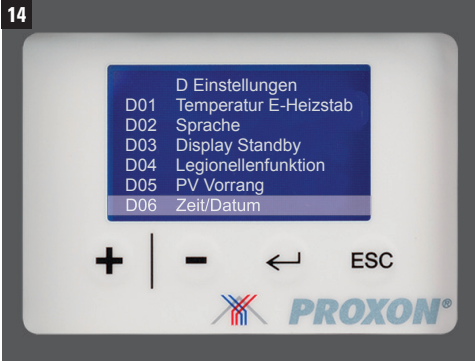 14
D Einstellungen
D01 Temperatur E-Heizstab
D02 Sprache
D03 Display Standby
D04 Legionellenfunktion
D05 PV Vorrang
D06 Zeit/Datum
+ | - ↵ ESC
PROXON®